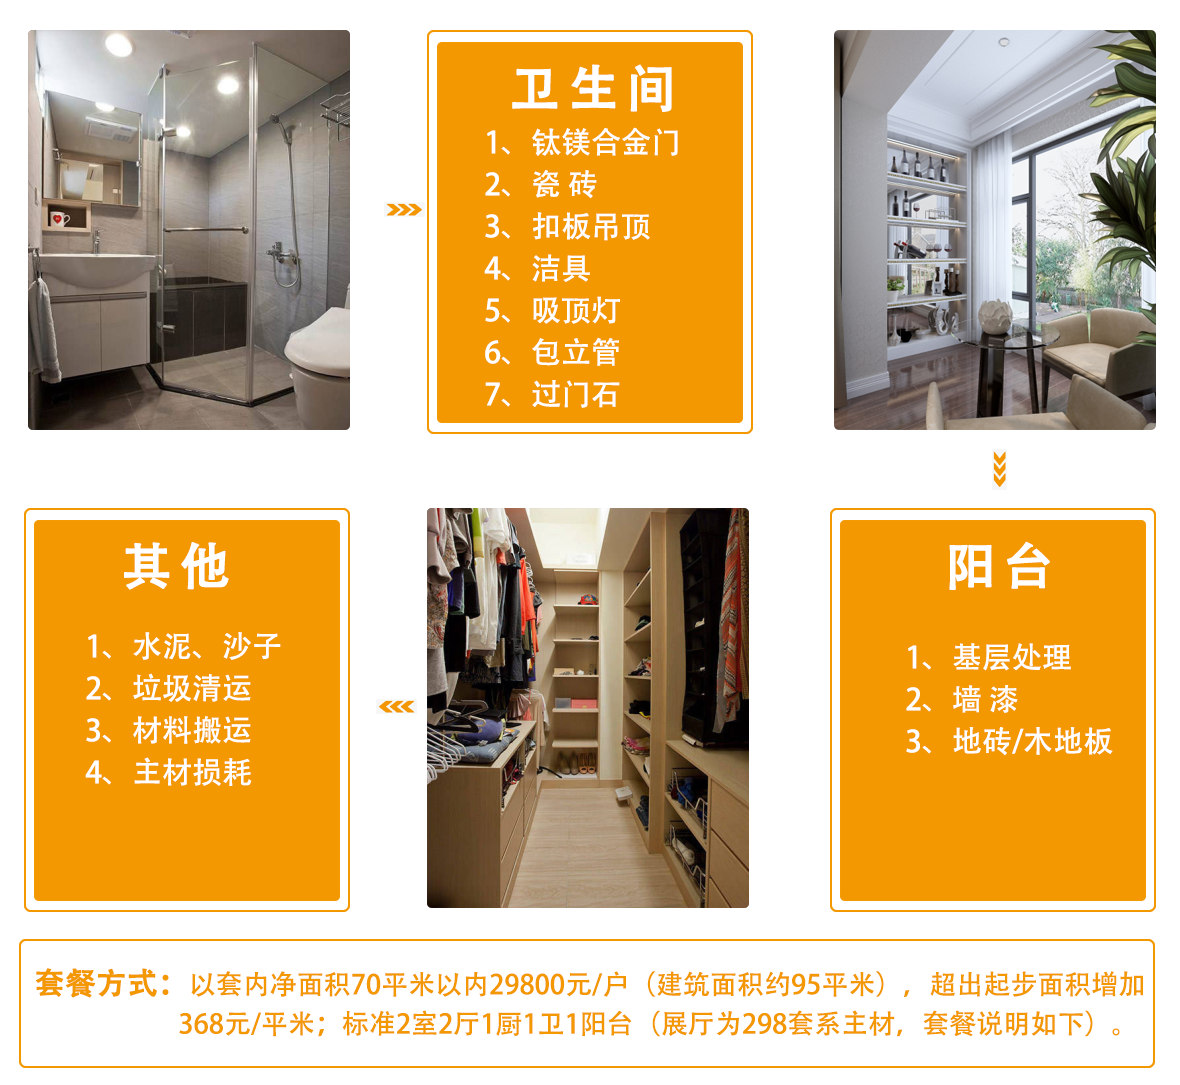 卫生间
1、钛镁合金门
2、瓷 砖
3、扣板吊顶
4、洁具
5、吸顶灯
6、包立管
7、过门石
阳台
1、基层处理
2、墙 漆
3、地砖/木地板
其他
1、水泥、沙子
2、垃圾清运
3、材料搬运
4、主材损耗
套餐方式：以套内净面积70平米以内29800元/户（建筑面积约95平米），超出起步面积增加
368元/平米；标准2室2厅1厨1卫1阳台（展厅为298套系主材，套餐说明如下）。